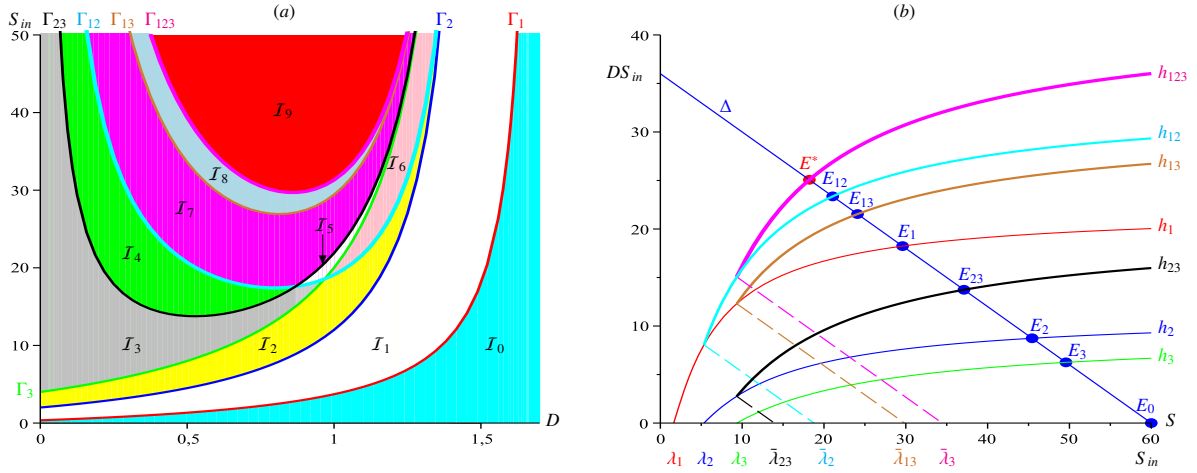 (a)
S_in Γ23 Γ12 Γ13 Γ123 Γ1
Γ2
50
40
30
20
10
0
Γ3
I9
I8
I7
I6
I5
I4
I3
I2
I1
I0
D
0 0,5 1 1,5
(b)
40
DS_in
30
20
10
0
Δ
E* E12 E13 E1 E23 E2 E3 E0
h123
h12
h13
h1
h23
h2
h3
S
0 10 20 30 40 50 60
λ1 λ2 λ3 λ̄23 λ̄2 λ̄13 λ̄3 S_in